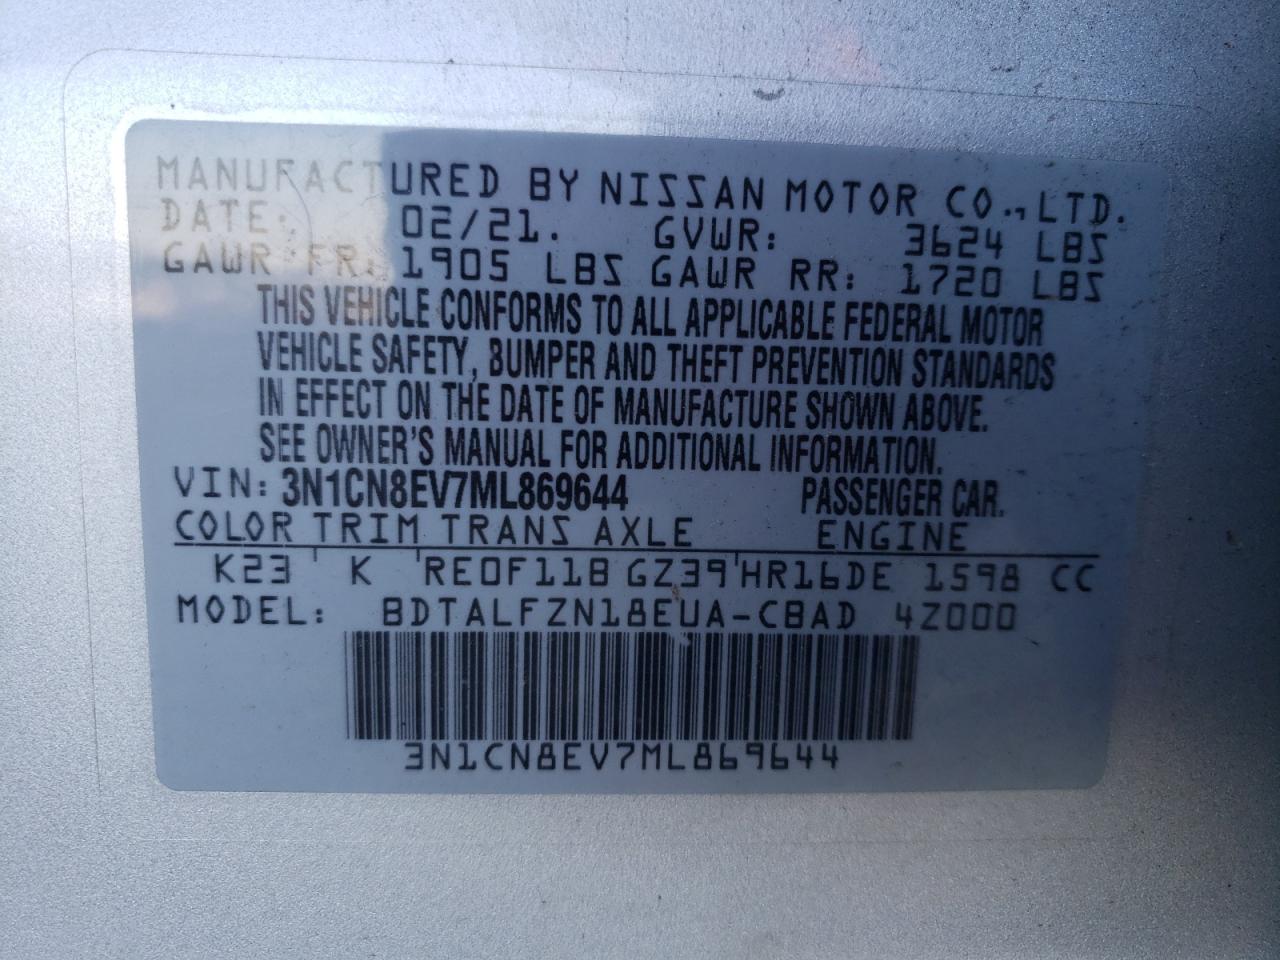 MANUFACTURED BY NISSAN MOTOR CO.,LTD.
DATE: 02/21. GVWR: 3624 LBS
GAWR FR: 1905 LBS GAWR RR: 1720 LBS
THIS VEHICLE CONFORMS TO ALL APPLICABLE FEDERAL MOTOR
VEHICLE SAFETY, BUMPER AND THEFT PREVENTION STANDARDS
IN EFFECT ON THE DATE OF MANUFACTURE SHOWN ABOVE.
SEE OWNER'S MANUAL FOR ADDITIONAL INFORMATION.
VIN: 3N1CN8EV7ML869644 PASSENGER CAR.
COLOR TRIM TRANS AXLE ENGINE
K23 ' K ' RE0F11B GZ39'HR16DE 1598 CC
MODEL: BDTALFZN18EUA-CBAD 4Z000
3N1CN8EV7ML869644